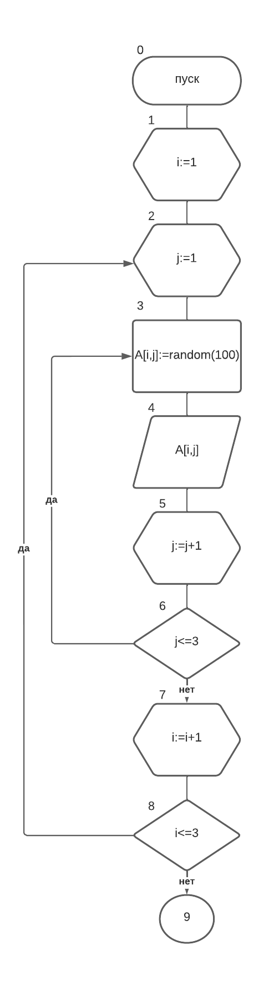 0
пуск
1
i:=1
2
j:=1
3
A[i,j]:=random(100)
4
A[i,j]
5
j:=j+1
6
j<=3
да
да
нет
7
i:=i+1
8
i<=3
нет
9